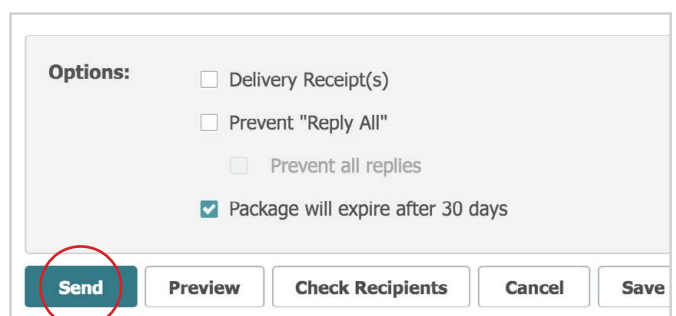 Options:
Delivery Receipt(s)
Prevent "Reply All"
Prevent all replies
Package will expire after 30 days
Send Preview Check Recipients Cancel Save